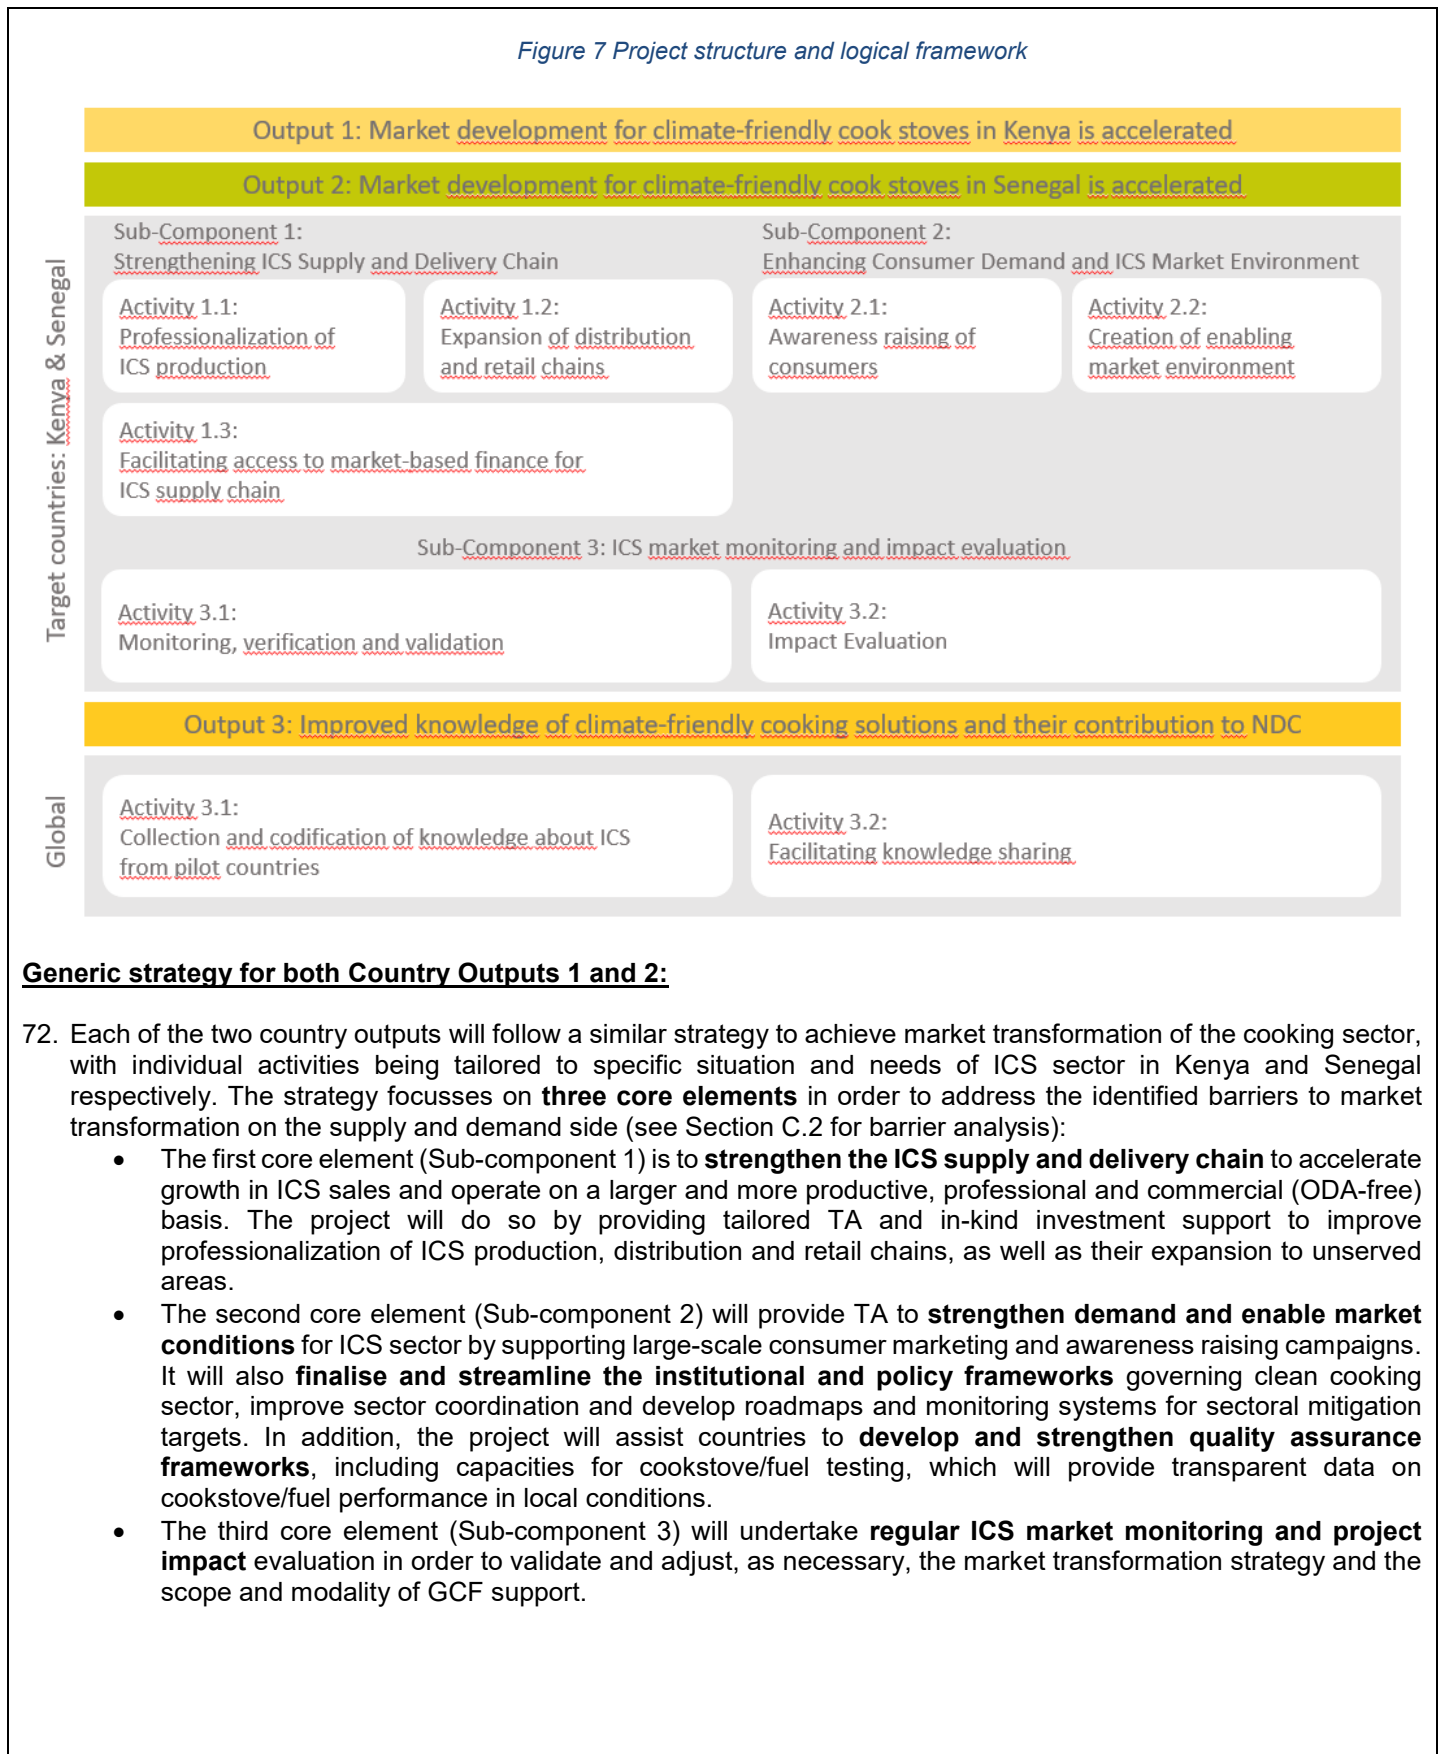 Figure 7 Project structure and logical framework
Output 1: Market development for climate-friendly cook stoves in Kenya is accelerated
Output 2: Market development for climate-friendly cook stoves in Senegal is accelerated
Target countries: Kenya & Senegal
Sub-Component 1:
Strengthening ICS Supply and Delivery Chain
Sub-Component 2:
Enhancing Consumer Demand and ICS Market Environment
Activity 1.1:
Professionalization of
ICS production
Activity 1.2:
Expansion of distribution
and retail chains
Activity 2.1:
Awareness raising of
consumers
Activity 2.2:
Creation of enabling
market environment
Activity 1.3:
Facilitating access to market-based finance for
ICS supply chain
Sub-Component 3: ICS market monitoring and impact evaluation
Activity 3.1:
Monitoring, verification and validation
Activity 3.2:
Impact Evaluation
Output 3: Improved knowledge of climate-friendly cooking solutions and their contribution to NDC
Global
Activity 3.1:
Collection and codification of knowledge about ICS
from pilot countries
Activity 3.2:
Facilitating knowledge sharing
Generic strategy for both Country Outputs 1 and 2:
72. Each of the two country outputs will follow a similar strategy to achieve market transformation of the cooking sector,
with individual activities being tailored to specific situation and needs of ICS sector in Kenya and Senegal
respectively. The strategy focusses on three core elements in order to address the identified barriers to market
transformation on the supply and demand side (see Section C.2 for barrier analysis):
• The first core element (Sub-component 1) is to strengthen the ICS supply and delivery chain to accelerate
growth in ICS sales and operate on a larger and more productive, professional and commercial (ODA-free)
basis. The project will do so by providing tailored TA and in-kind investment support to improve
professionalization of ICS production, distribution and retail chains, as well as their expansion to unserved
areas.
• The second core element (Sub-component 2) will provide TA to strengthen demand and enable market
conditions for ICS sector by supporting large-scale consumer marketing and awareness raising campaigns.
It will also finalise and streamline the institutional and policy frameworks governing clean cooking
sector, improve sector coordination and develop roadmaps and monitoring systems for sectoral mitigation
targets. In addition, the project will assist countries to develop and strengthen quality assurance
frameworks, including capacities for cookstove/fuel testing, which will provide transparent data on
cookstove/fuel performance in local conditions.
• The third core element (Sub-component 3) will undertake regular ICS market monitoring and project
impact evaluation in order to validate and adjust, as necessary, the market transformation strategy and the
scope and modality of GCF support.